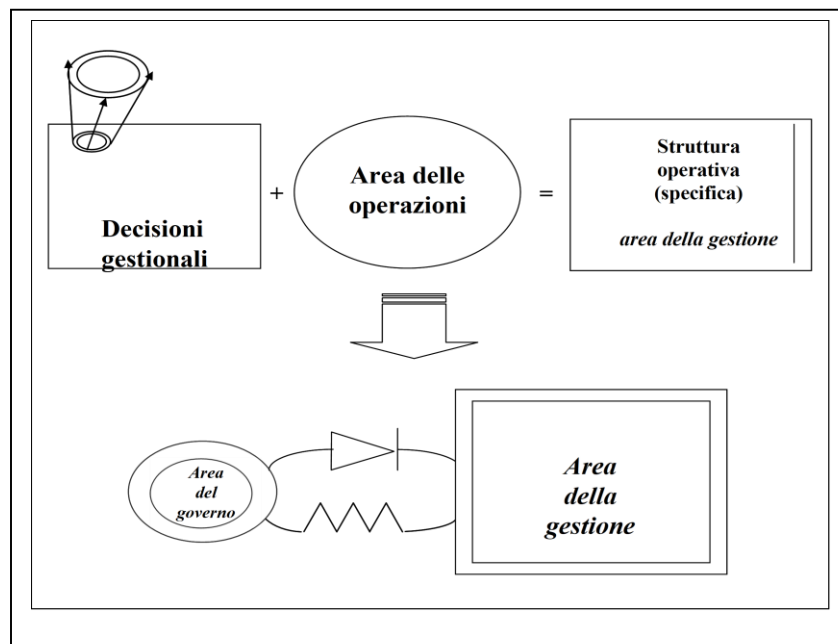 Decisioni
gestionali
+
Area delle
operazioni
=
Struttura
operativa
(specifica)
area della gestione
Area
del
governo
Area
della
gestione